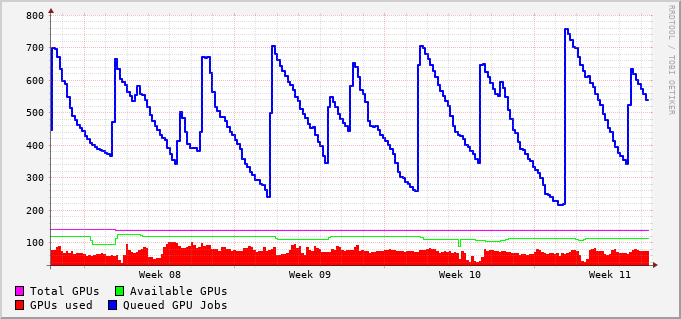 800
700
600
500
400
300
200
100
Week 08 Week 09 Week 10 Week 11
Total GPUs Available GPUs
GPUs used Queued GPU Jobs
RRDTOOL / TOBI OETIKER